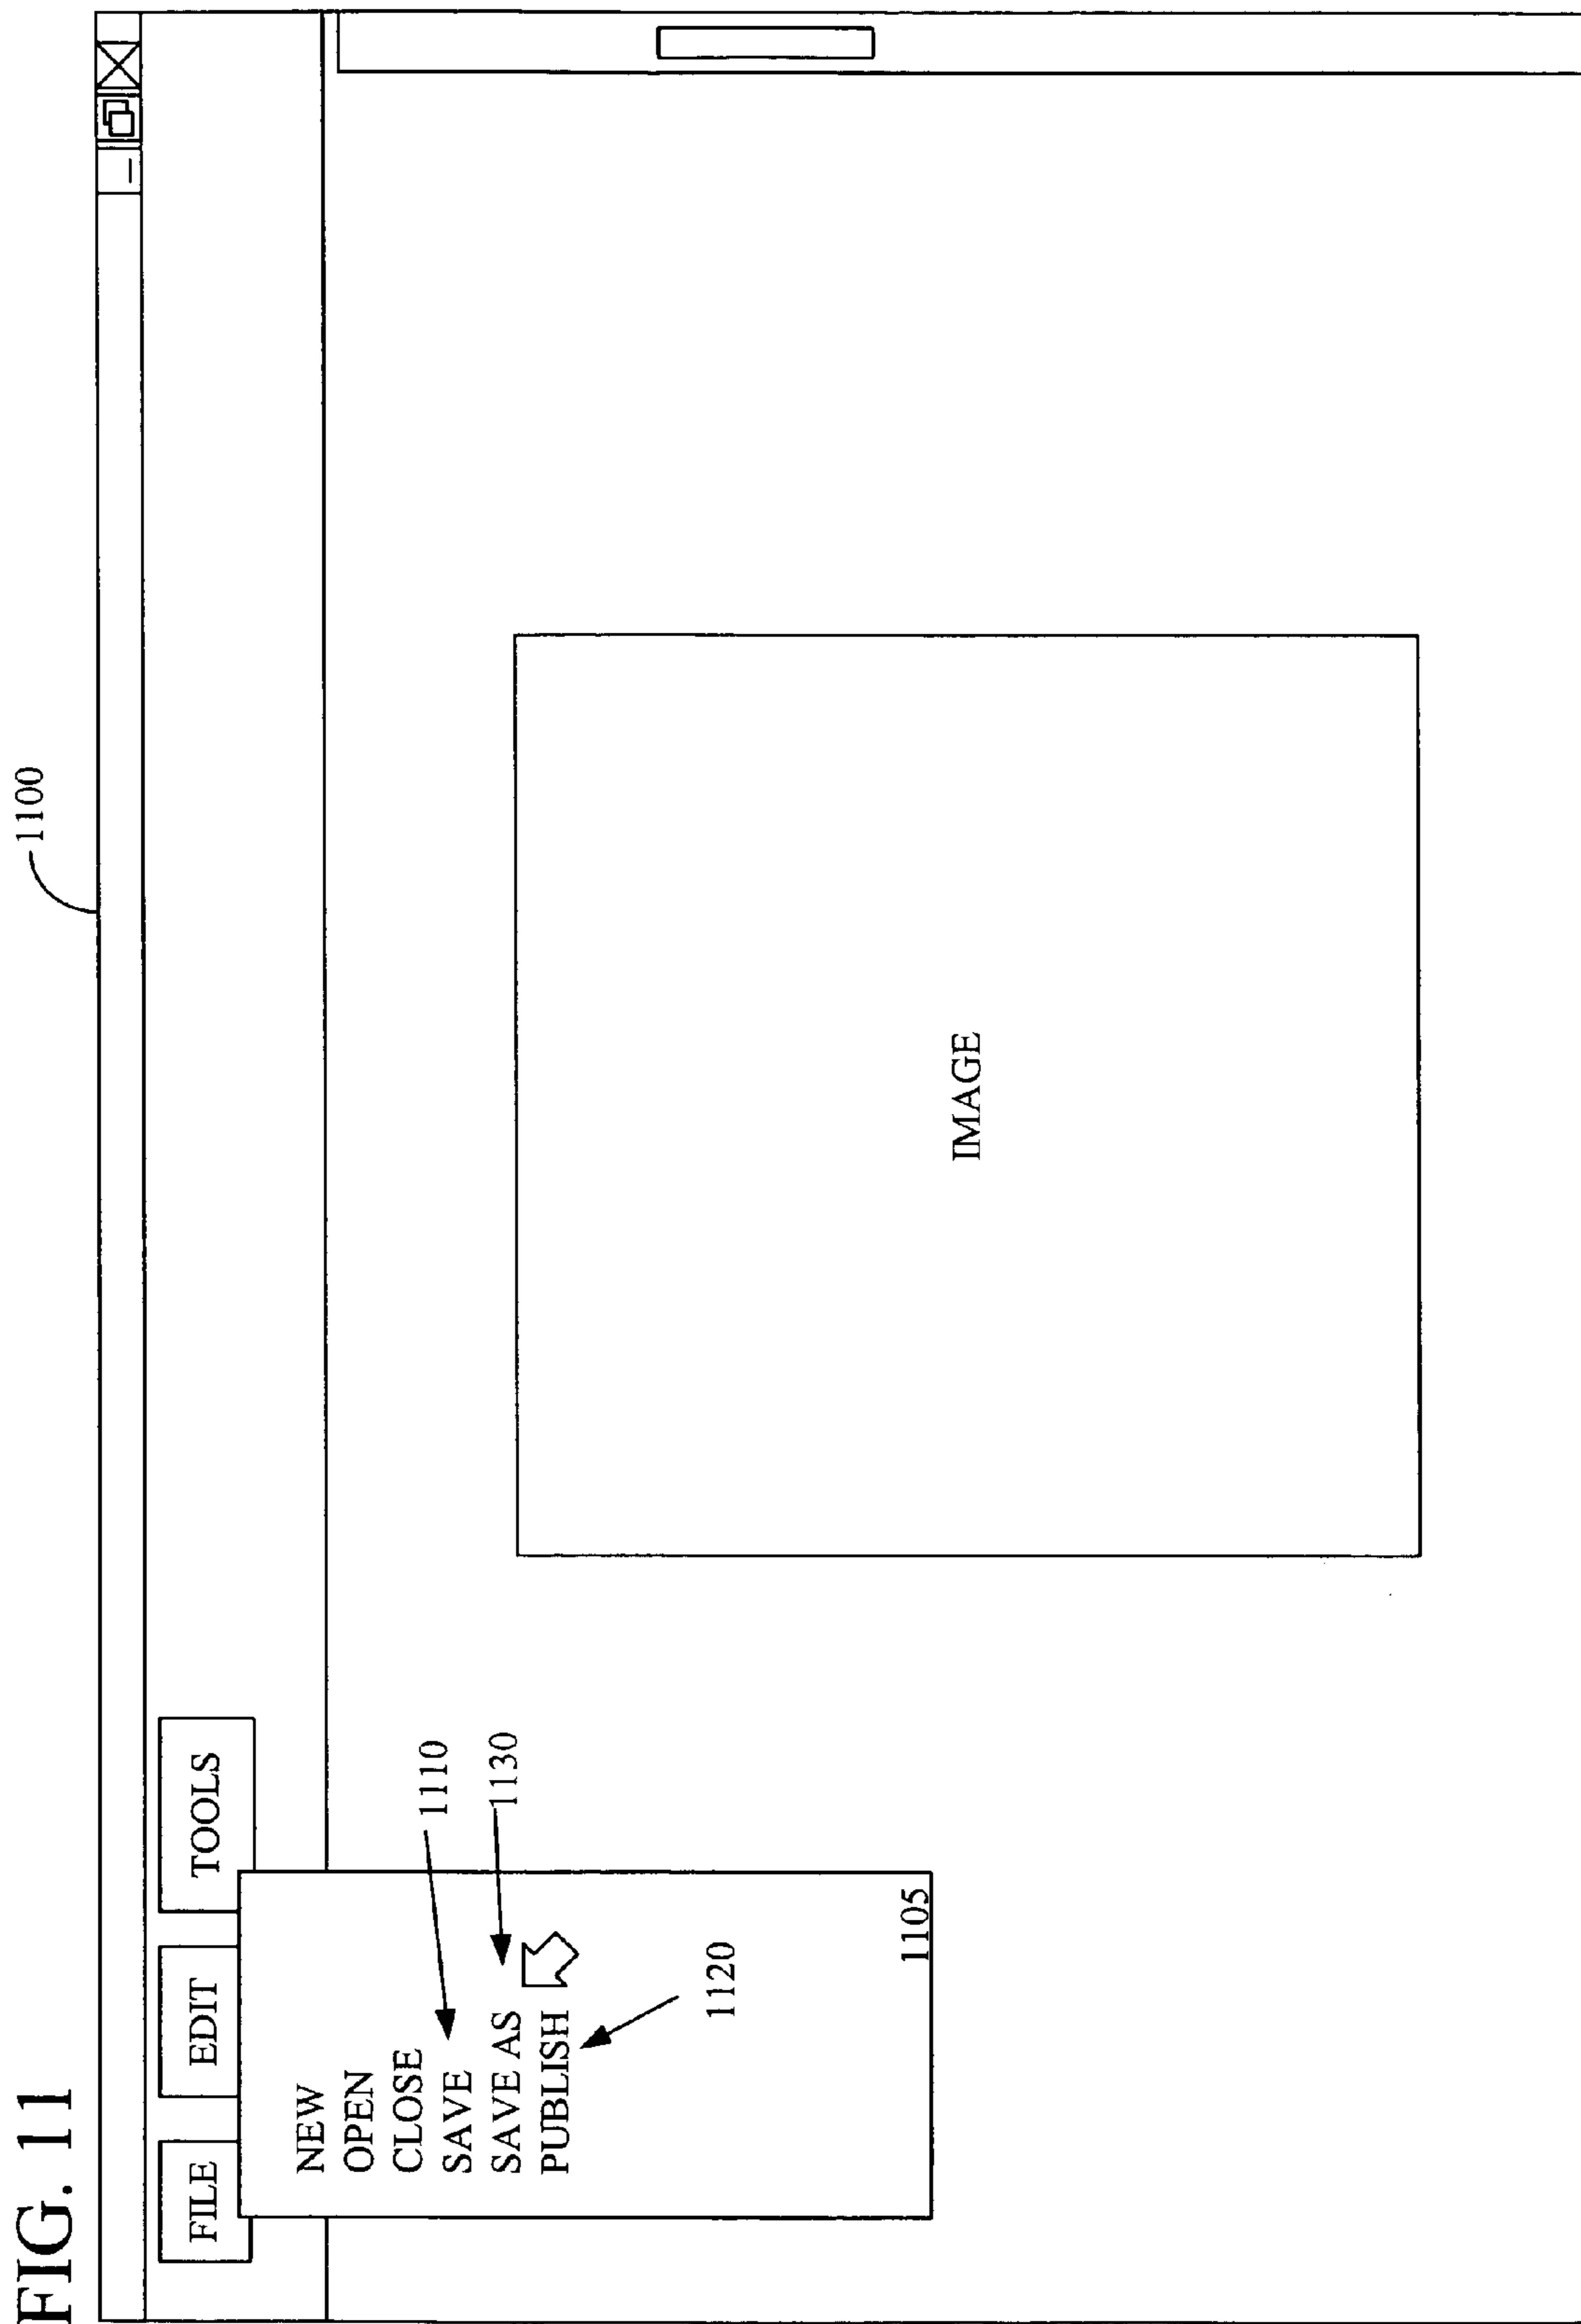 FIG. 11
1100
FILE
EDIT
TOOLS
NEW
OPEN
CLOSE
SAVE
1110
SAVE AS
1130
PUBLISH
1120
1105
IMAGE